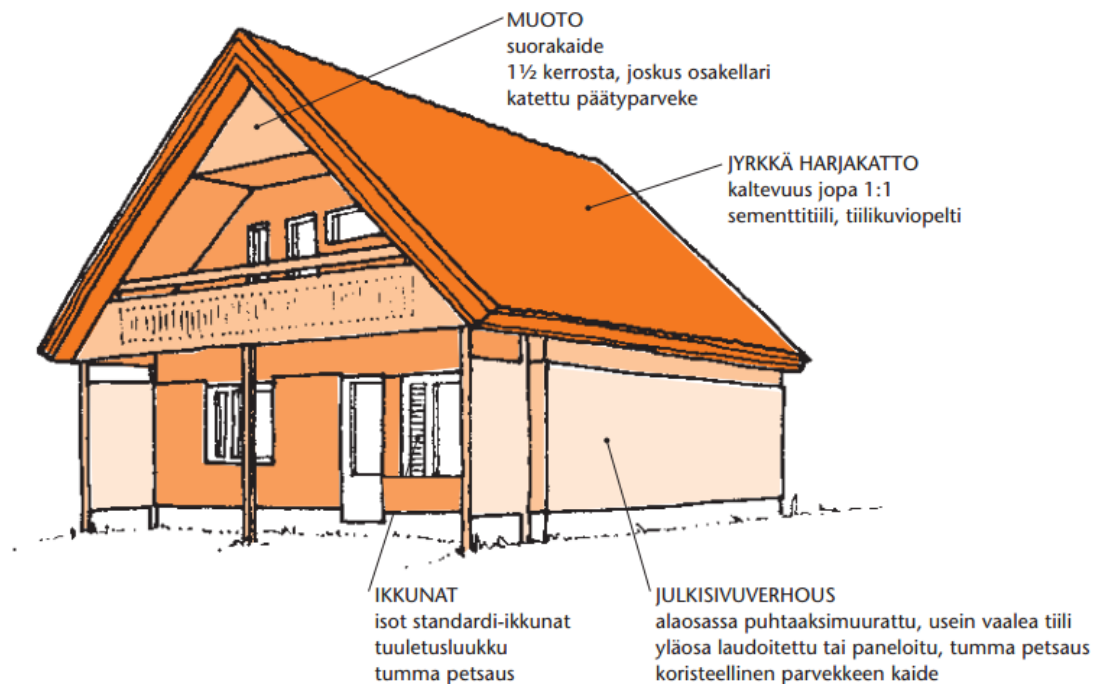 MUOTO
suorakaide
1½ kerrosta, joskus osakellari
katettu päätyparveke
JYRKKÄ HARJAKATTO
kaltevuus jopa 1:1
sementtitiili, tiilikuviopelti
IKKUNAT
isot standardi-ikkunat
tuuletusluukku
tumma petsaus
JULKISIVUVERHOUS
alaosassa puhtaaksimuurattu, usein vaalea tiili
yläosa laudoitettu tai paneloitu, tumma petsaus
koristeellinen parvekkeen kaide